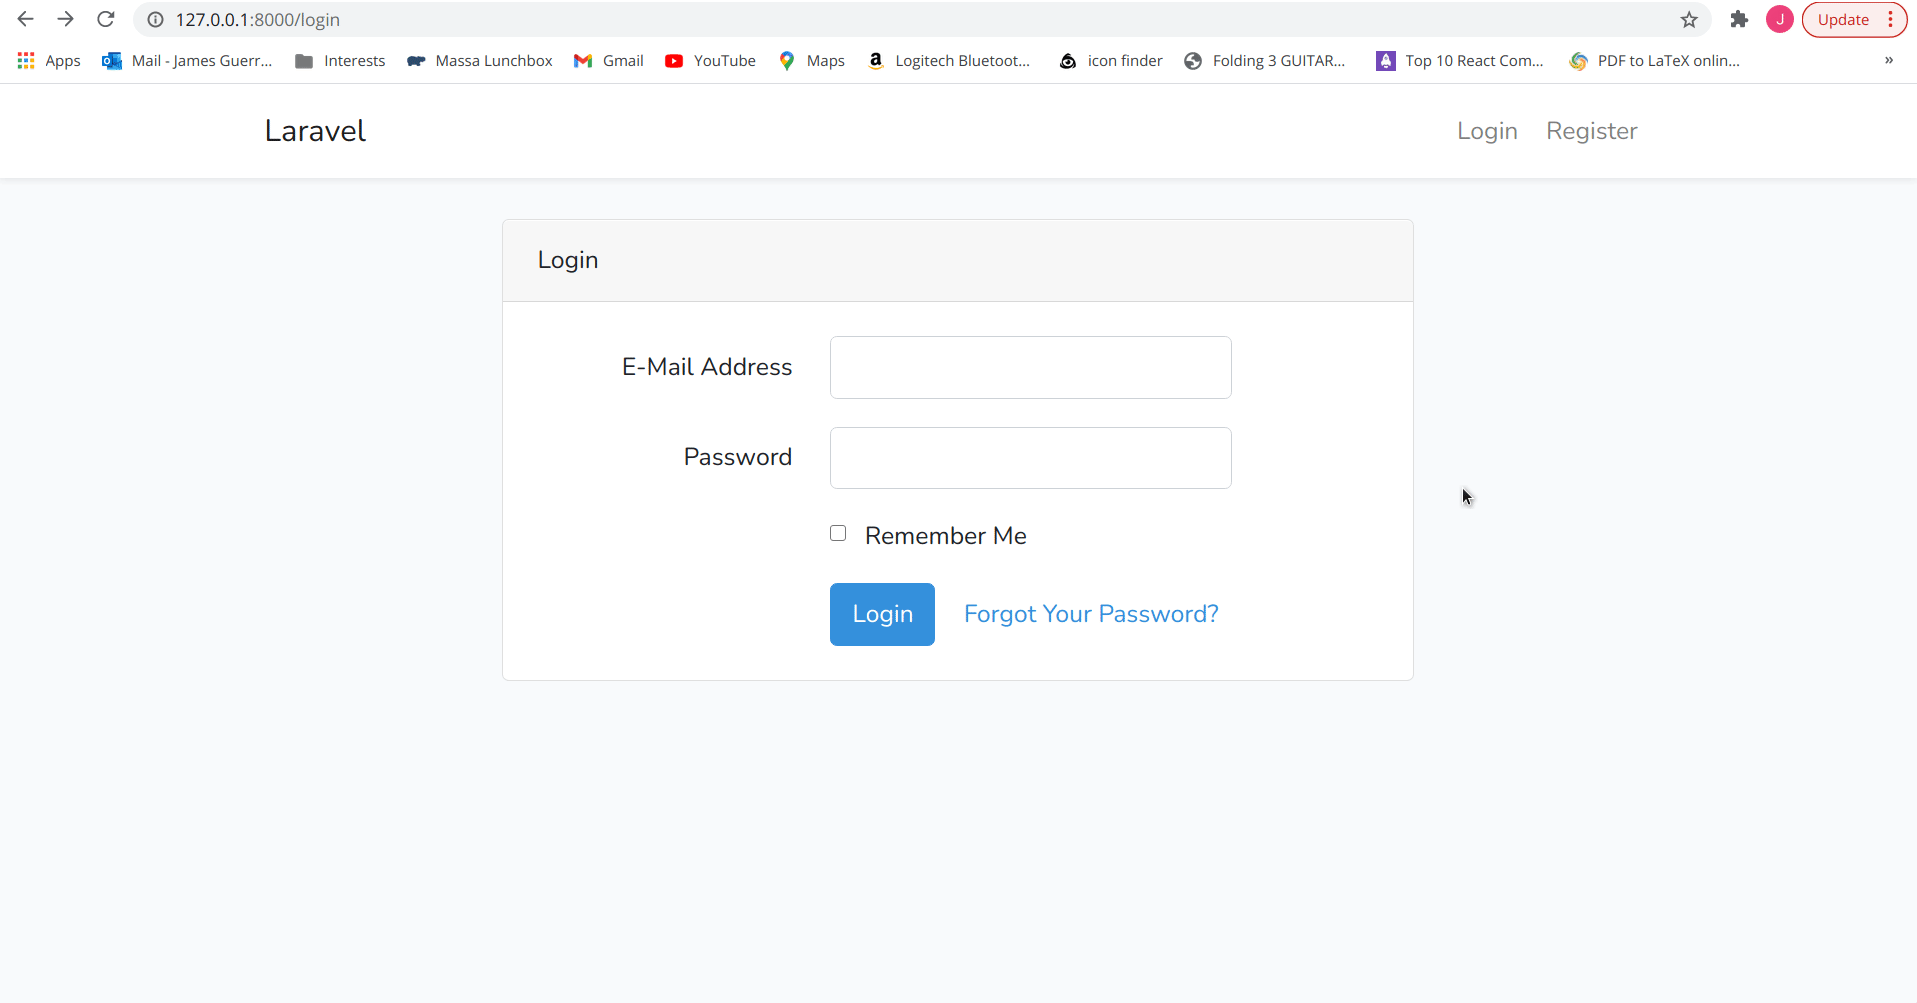 127.0.0.1:8000/login
J
Update
Apps
Mail - James Guerr...
Interests
Massa Lunchbox
Gmail
YouTube
Maps
Logitech Bluetoot...
icon finder
Folding 3 GUITAR...
Top 10 React Com...
PDF to LaTeX onlin...
»
Laravel
Login
Register
Login
E-Mail Address
Password
Remember Me
Login
Forgot Your Password?